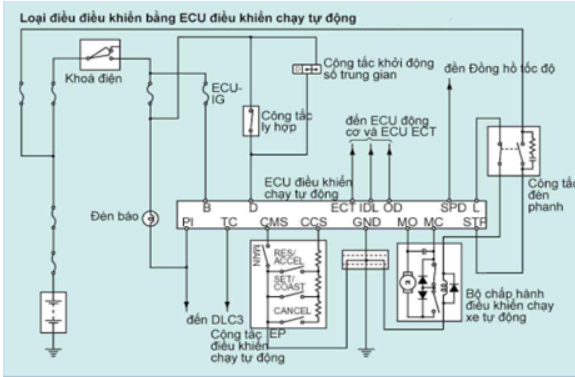 Loại điều điều khiển bằng ECU điều khiển chạy tự động
Khoá điện
ECU-
IG
Công tắc
ly hợp
Công tắc khởi động
số trung gian
đến Đồng hồ tốc độ
đến ECU động
cơ và ECU ECT
Công tắc
đèn
phanh
ECU điều khiển
chạy tự động
Đèn báo
B
D
ECT IDL OD
SPD L
PI
TC
CMS
CCS
GND
MO
MC
STP
MAIN
RES/
ACCEL
SET/
COAST
CANCEL
M
EP
Bộ chấp hành
điều khiển chạy
xe tự động
đến DLC3
Công tắc
điều khiển
chạy tự động